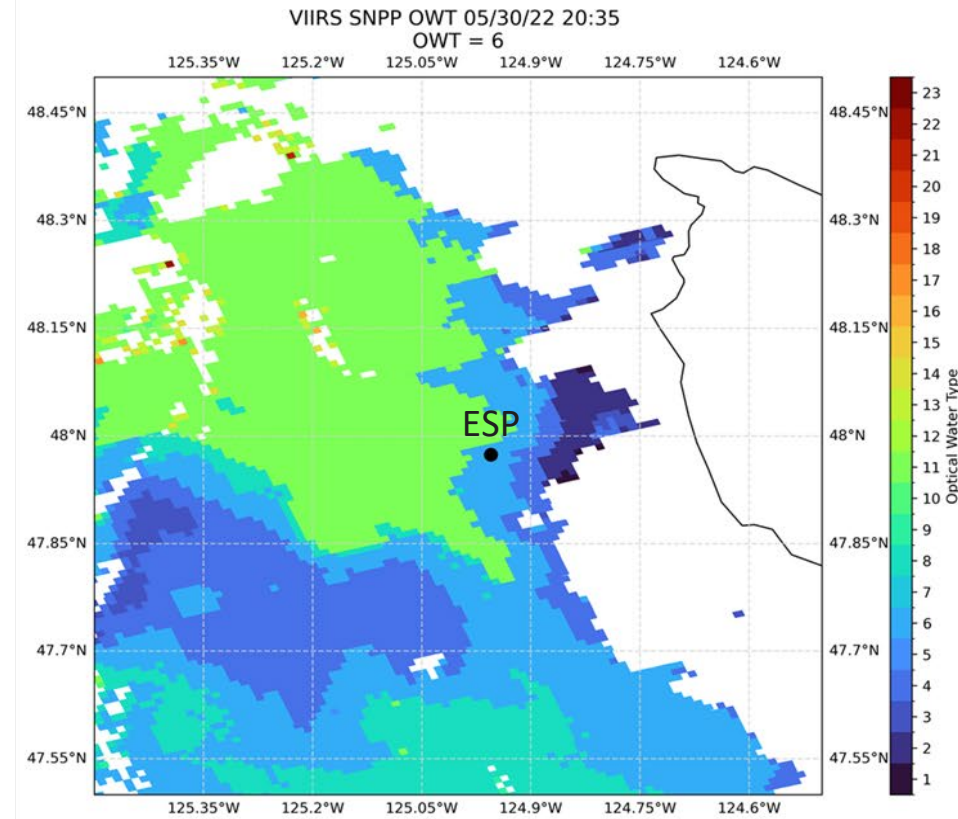 VIIRS SNPP OWT 05/30/22 20:35
OWT = 6
125.35°W 125.2°W 125.05°W 124.9°W 124.75°W 124.6°W
48.45°N 48.45°N
48.3°N 48.3°N
48.15°N 48.15°N
48°N 48°N
47.85°N 47.85°N
47.7°N 47.7°N
47.55°N 47.55°N
ESP
125.35°W 125.2°W 125.05°W 124.9°W 124.75°W 124.6°W
23
22
21
20
19
18
17
16
15
14
13
12
11
10
9
8
7
6
5
4
3
2
1
Optical Water Type